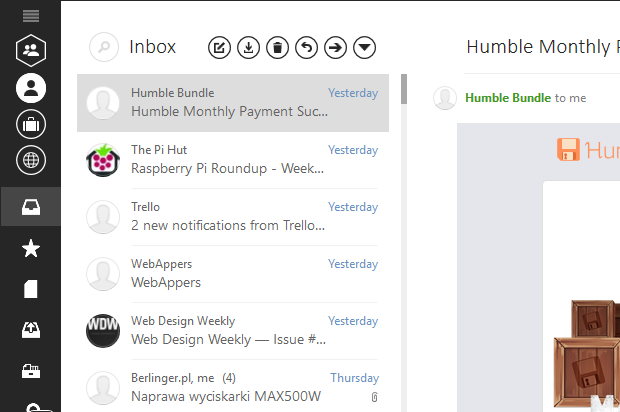 Inbox
Humble Bundle Yesterday
Humble Monthly Payment Suc...
The Pi Hut Yesterday
Raspberry Pi Roundup - Week...
Trello Yesterday
2 new notifications from Trello...
WebAppers Yesterday
WebAppers
WDW
Web Design Weekly Yesterday
Web Design Weekly — Issue #...
Berlinger.pl, me (4) Thursday
Naprawa wyciskarki MAX500W
Humble Monthly P
Humble Bundle to me
Hum